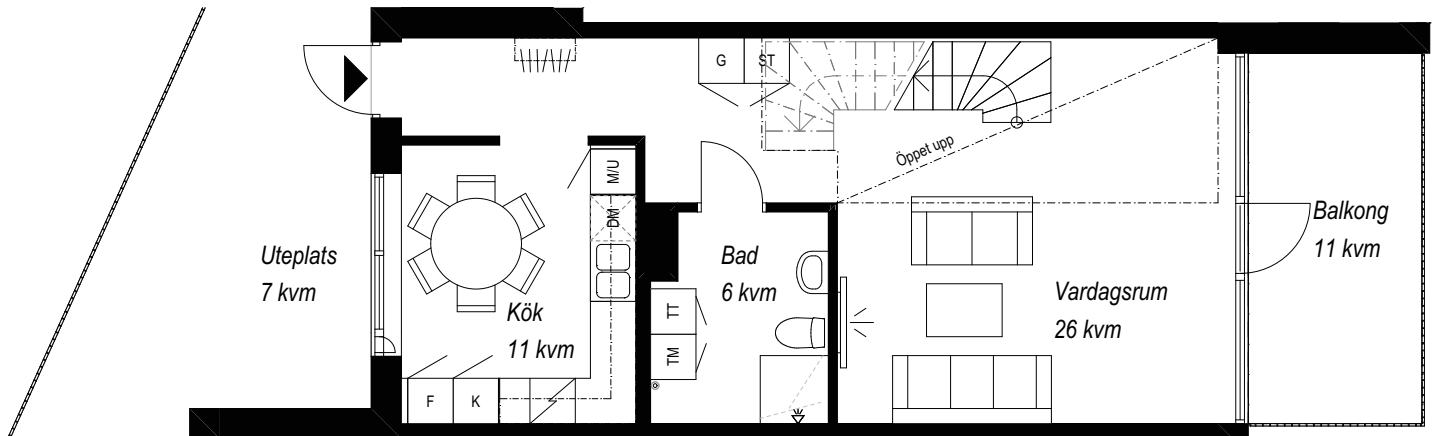 G
ST
Öppet upp
M/U
DM
Uteplats
7 kvm
Kök
11 kvm
Bad
6 kvm
TT
TM
Vardagsrum
26 kvm
Balkong
11 kvm
F
K